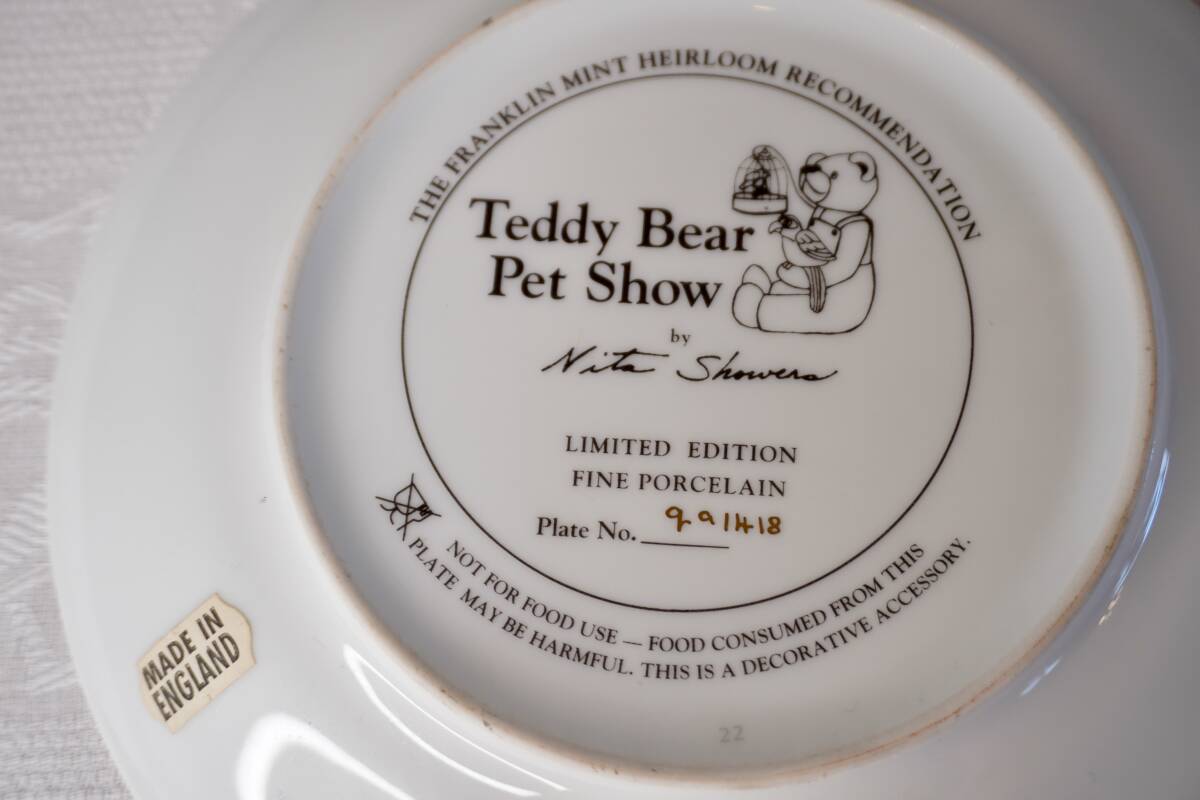 THE FRANKLIN MINT HEIRLOOM RECOMMENDATION
Teddy Bear
Pet Show
by
Nita Showers
LIMITED EDITION
FINE PORCELAIN
Plate No. qa1418
NOT FOR FOOD USE — FOOD CONSUMED FROM THIS
PLATE MAY BE HARMFUL. THIS IS A DECORATIVE ACCESSORY.
MADE IN
ENGLAND
22